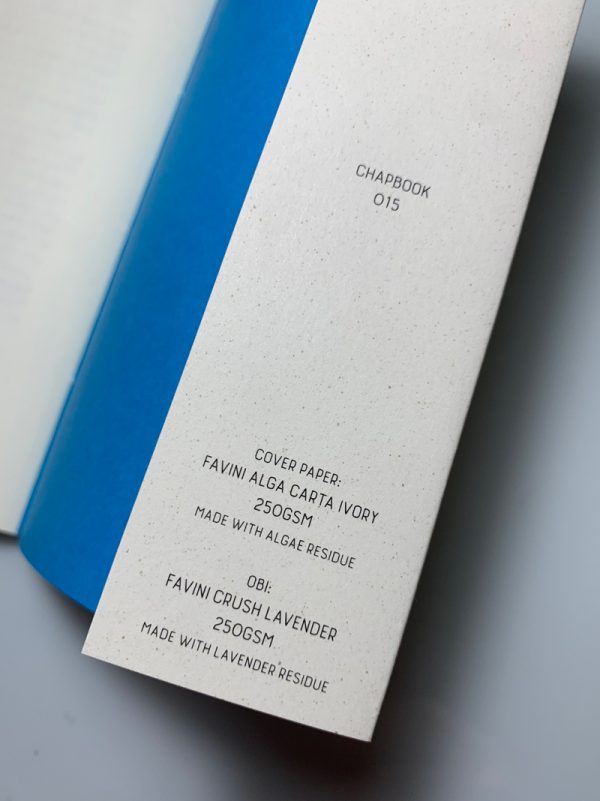 CHAPBOOK
015
COVER PAPER:
FAVINI ALGA CARTA IVORY
250GSM
MADE WITH ALGAE RESIDUE
OBI:
FAVINI CRUSH LAVENDER
250GSM
MADE WITH LAVENDER RESIDUE